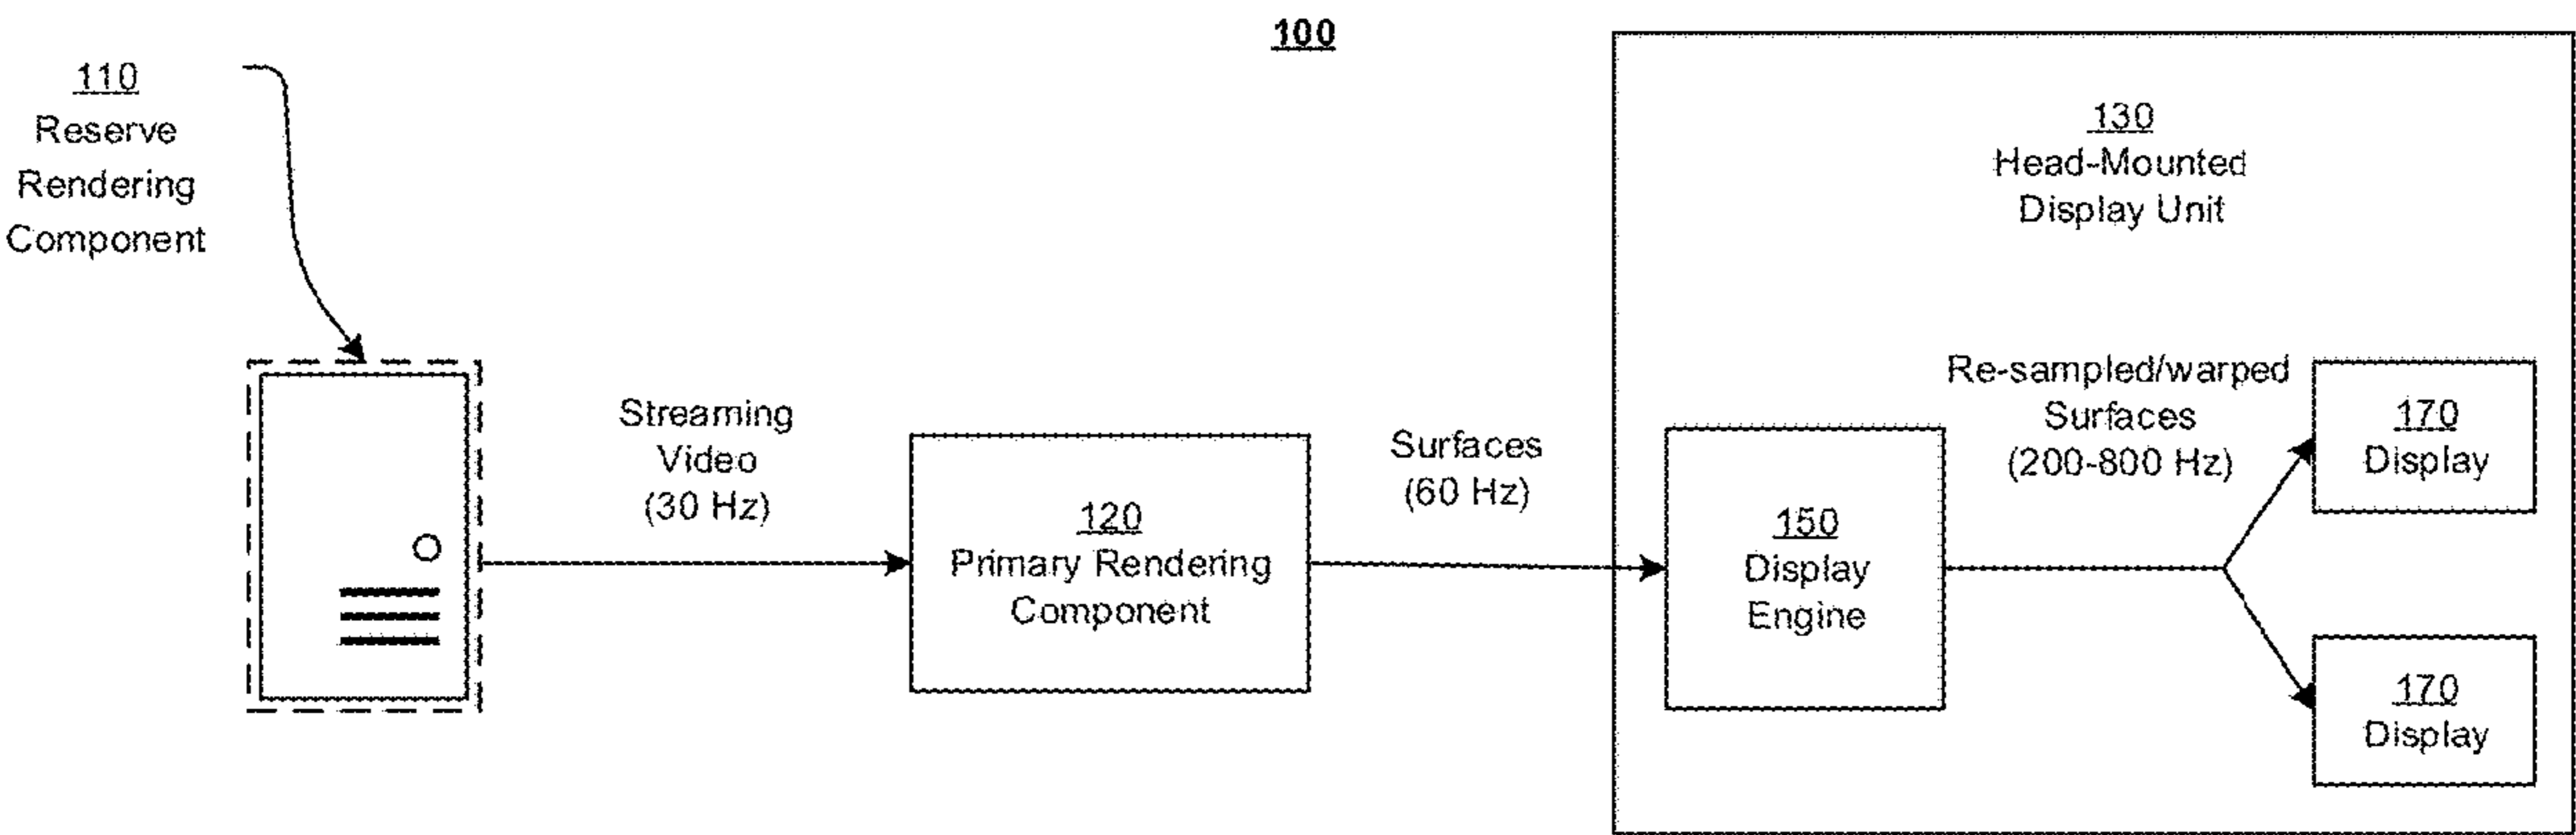 100
110
Reserve
Rendering
Component
Streaming
Video
(30 Hz)
120
Primary Rendering
Component
Surfaces
(60 Hz)
130
Head-Mounted
Display Unit
150
Display
Engine
Re-sampled/warped
Surfaces
(200-800 Hz)
170
Display
170
Display